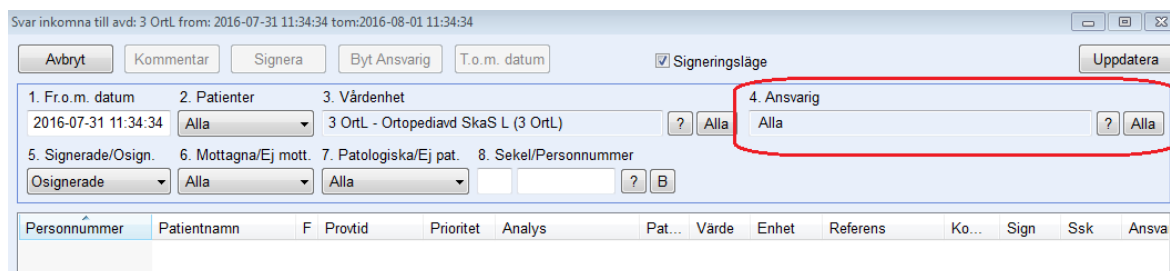 Svar inkomna till avd: 3 OrtL from: 2016-07-31 11:34:34 tom:2016-08-01 11:34:34
Avbryt Kommentar Signera Byt Ansvarig T.o.m. datum Signeringsläge Uppdatera
1. Fr.o.m. datum 2. Patienter 3. Vårdenhet 4. Ansvarig
2016-07-31 11:34:34 Alla 3 OrtL - Ortopediavd SkaS L (3 OrtL) ? Alla Alla ? Alla
5. Signerade/Osign. 6. Mottagna/Ej mott. 7. Patologiska/Ej pat. 8. Sekel/Personnummer
Osignerade Alla Alla ? B
Personnummer Patientnamn F Provtid Prioritet Analys Pat... Värde Enhet Referens Ko... Sign Ssk Ansva